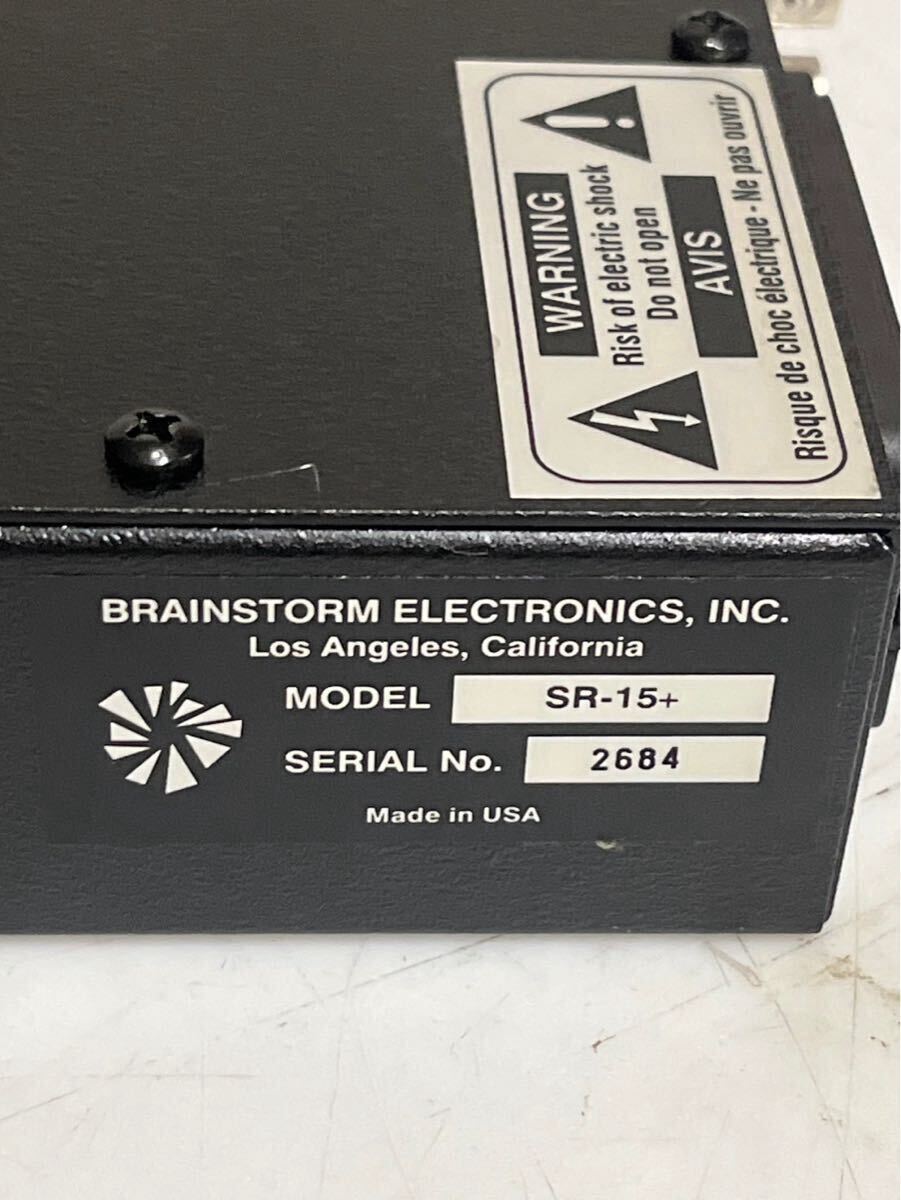 WARNING
Risk of electric shock
Do not open
AVIS
Risque de choc électrique - Ne pas ouvrir
BRAINSTORM ELECTRONICS, INC.
Los Angeles, California
MODEL SR-15+
SERIAL No. 2684
Made in USA